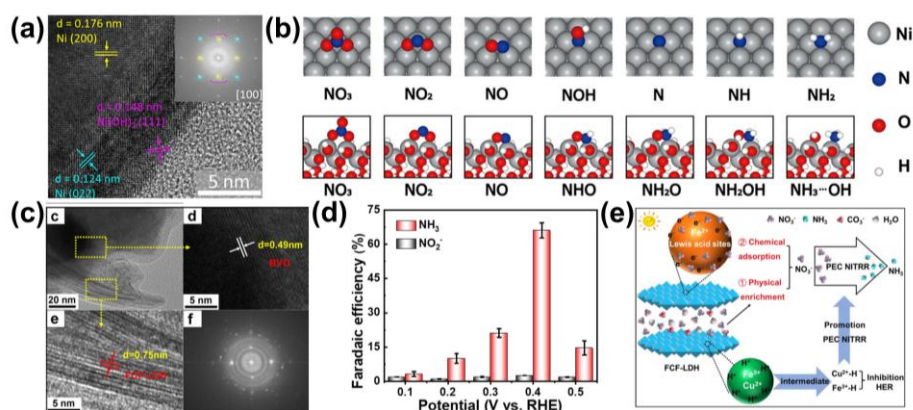 (a)
d = 0.176 nm
Ni (200)
d = 0.148 nm
Ni(OH)₂ (111)
d = 0.124 nm
Ni (022)
[100]
5 nm
(b)
NO₃ NO₂ NO NOH N NH NH₂
NO₃ NO₂ NO NHO NH₂O NH₂OH NH₃···OH
Ni
N
O
H
(c)
c
20 nm
d
d=0.49nm
BVO
5 nm
e
d=0.75nm
FCF-LDH
5 nm
f
(d)
Faradaic efficiency (%)
75
60
45
30
15
0
NH₃
NO₂⁻
0.1 0.2 0.3 0.4 0.5
Potential (V vs. RHE)
(e)
NO₃⁻ NH₃ CO₃²⁻ H₂O
Fe³⁺
Lewis acid sites
② Chemical
adsorption
NO₃⁻
① Physical
enrichment
PEC NITRR
NH₃
Promotion
PEC NITRR
FCF-LDH
Fe³⁺
Cu²⁺
Intermediate
Cu²⁺-H
Fe³⁺-H
Inhibition
HER